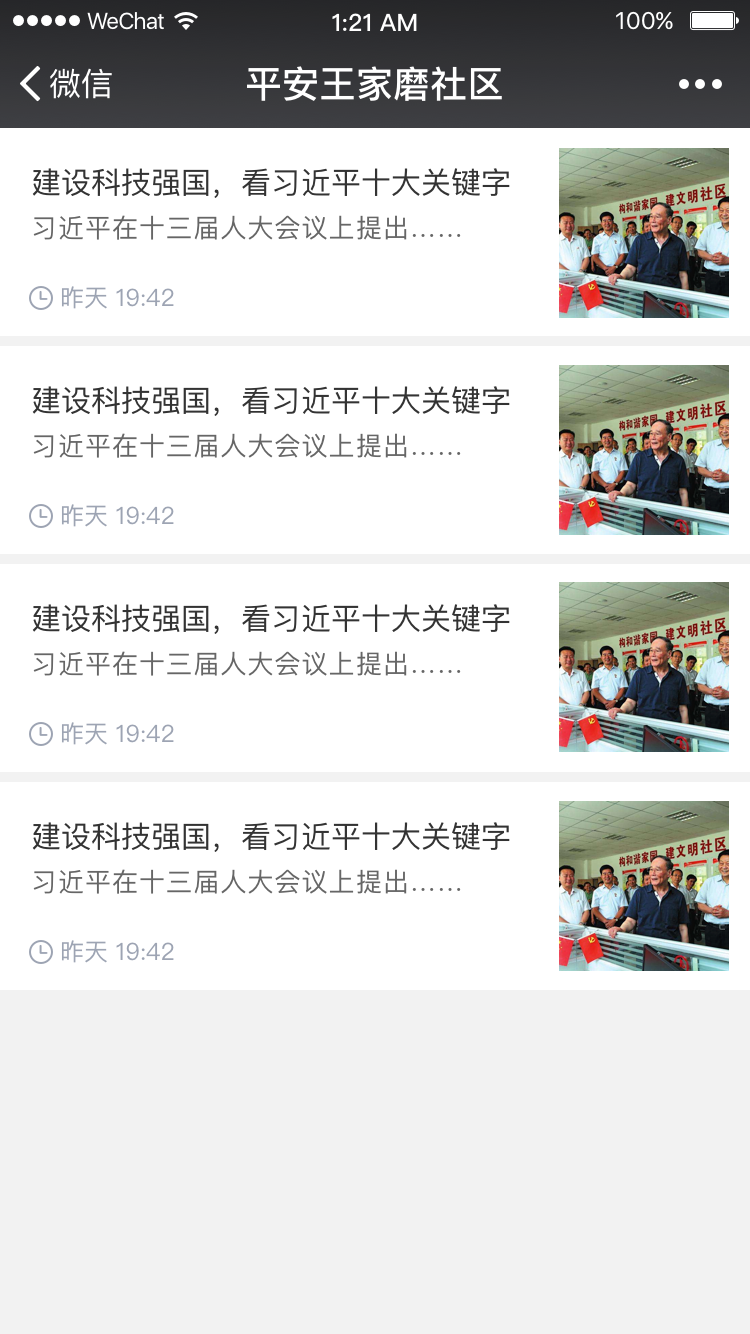 WeChat 1:21 AM 100%
微信 平安王家磨社区
建设科技强国，看习近平十大关键字
习近平在十三届人大会议上提出……
昨天 19:42
构和谐家园 建文明社区
建设科技强国，看习近平十大关键字
习近平在十三届人大会议上提出……
昨天 19:42
构和谐家园 建文明社区
建设科技强国，看习近平十大关键字
习近平在十三届人大会议上提出……
昨天 19:42
构和谐家园 建文明社区
建设科技强国，看习近平十大关键字
习近平在十三届人大会议上提出……
昨天 19:42
构和谐家园 建文明社区